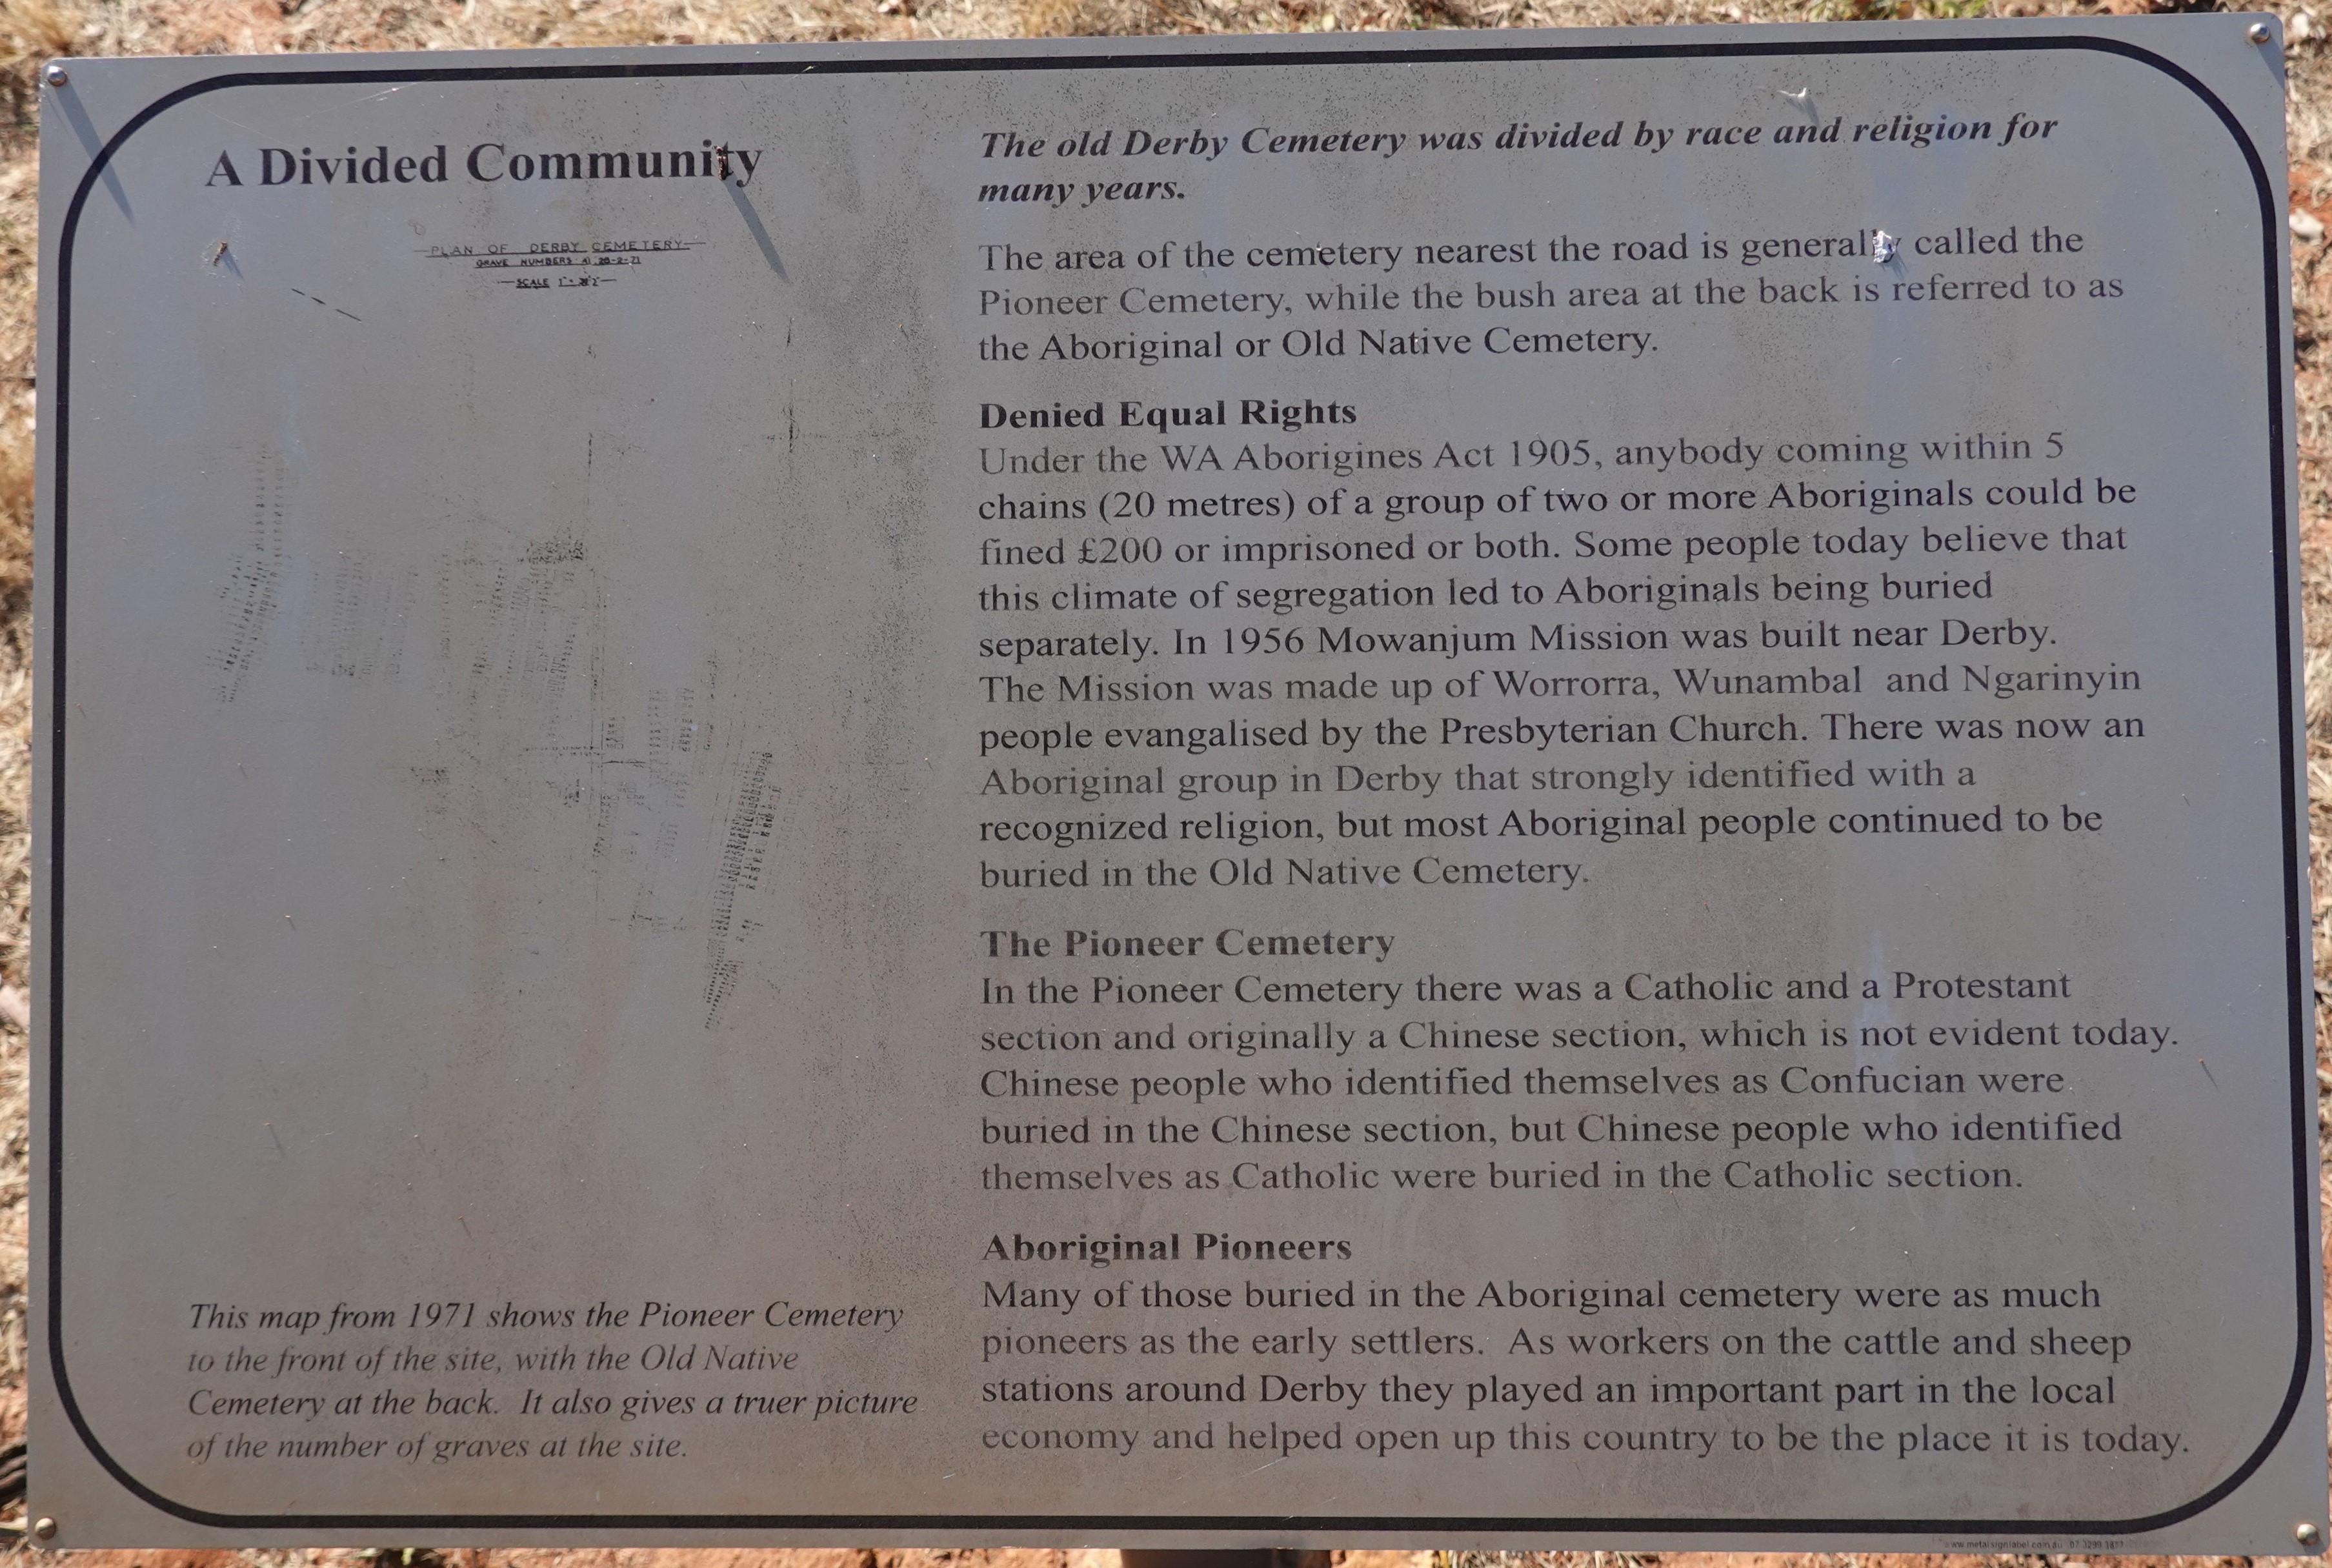 A Divided Community
PLAN OF DERBY CEMETERY
GRAVE NUMBERS 28-2-71
SCALE
This map from 1971 shows the Pioneer Cemetery
to the front of the site, with the Old Native
Cemetery at the back. It also gives a truer picture
of the number of graves at the site.
The old Derby Cemetery was divided by race and religion for
many years.
The area of the cemetery nearest the road is generally called the
Pioneer Cemetery, while the bush area at the back is referred to as
the Aboriginal or Old Native Cemetery.
Denied Equal Rights
Under the WA Aborigines Act 1905, anybody coming within 5
chains (20 metres) of a group of two or more Aboriginals could be
fined £200 or imprisoned or both. Some people today believe that
this climate of segregation led to Aboriginals being buried
separately. In 1956 Mowanjum Mission was built near Derby.
The Mission was made up of Worrorra, Wunambal and Ngarinyin
people evangalised by the Presbyterian Church. There was now an
Aboriginal group in Derby that strongly identified with a
recognized religion, but most Aboriginal people continued to be
buried in the Old Native Cemetery.
The Pioneer Cemetery
In the Pioneer Cemetery there was a Catholic and a Protestant
section and originally a Chinese section, which is not evident today.
Chinese people who identified themselves as Confucian were
buried in the Chinese section, but Chinese people who identified
themselves as Catholic were buried in the Catholic section.
Aboriginal Pioneers
Many of those buried in the Aboriginal cemetery were as much
pioneers as the early settlers. As workers on the cattle and sheep
stations around Derby they played an important part in the local
economy and helped open up this country to be the place it is today.
www.metalsignlabel.com.au